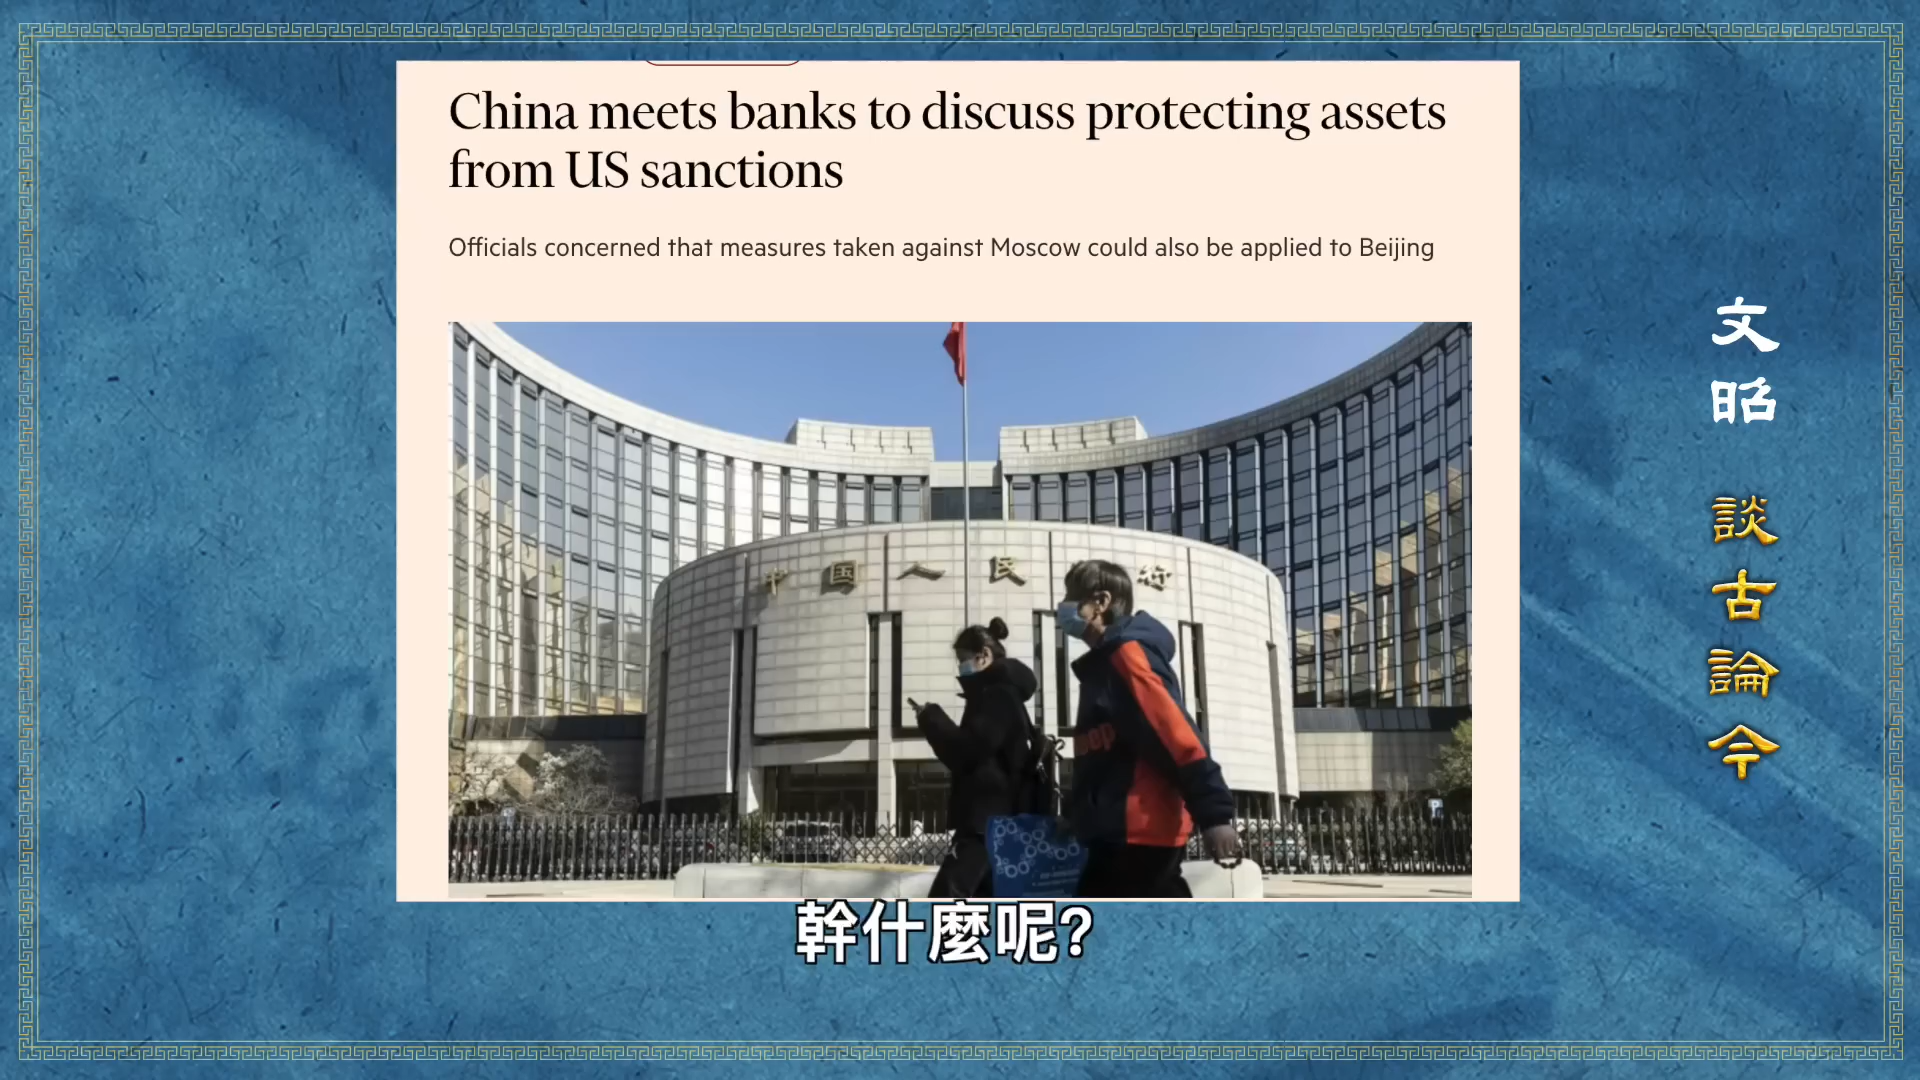 China meets banks to discuss protecting assets
from US sanctions
Officials concerned that measures taken against Moscow could also be applied to Beijing
中国人民 行
幹什麼呢?
文昭
談古論今